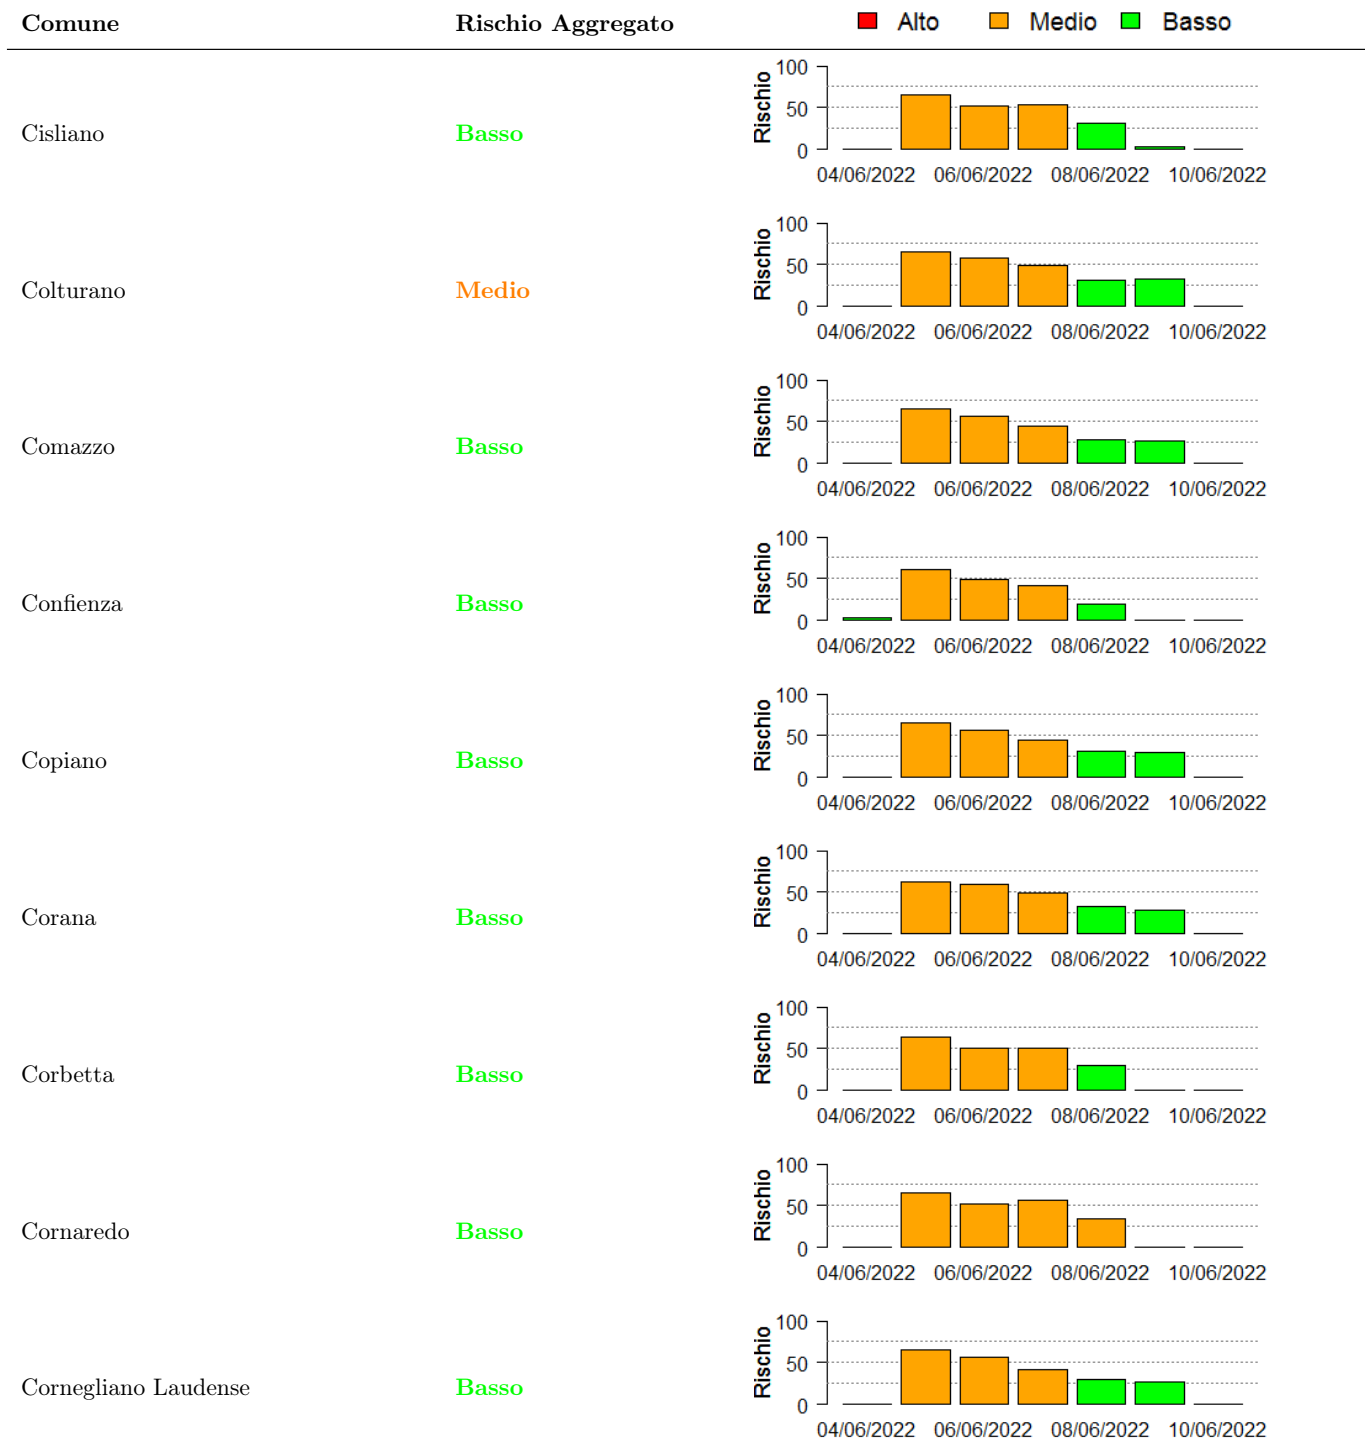 Comune Rischio Aggregato Alto Medio Basso
100
50
0
Rischio
Cisliano Basso
04/06/2022 06/06/2022 08/06/2022 10/06/2022
100
50
0
Rischio
Colturano Medio
04/06/2022 06/06/2022 08/06/2022 10/06/2022
100
50
0
Rischio
Comazzo Basso
04/06/2022 06/06/2022 08/06/2022 10/06/2022
100
50
0
Rischio
Confienza Basso
04/06/2022 06/06/2022 08/06/2022 10/06/2022
100
50
0
Rischio
Copiano Basso
04/06/2022 06/06/2022 08/06/2022 10/06/2022
100
50
0
Rischio
Corana Basso
04/06/2022 06/06/2022 08/06/2022 10/06/2022
100
50
0
Rischio
Corbetta Basso
04/06/2022 06/06/2022 08/06/2022 10/06/2022
100
50
0
Rischio
Cornaredo Basso
04/06/2022 06/06/2022 08/06/2022 10/06/2022
100
50
0
Rischio
Cornegliano Laudense Basso
04/06/2022 06/06/2022 08/06/2022 10/06/2022